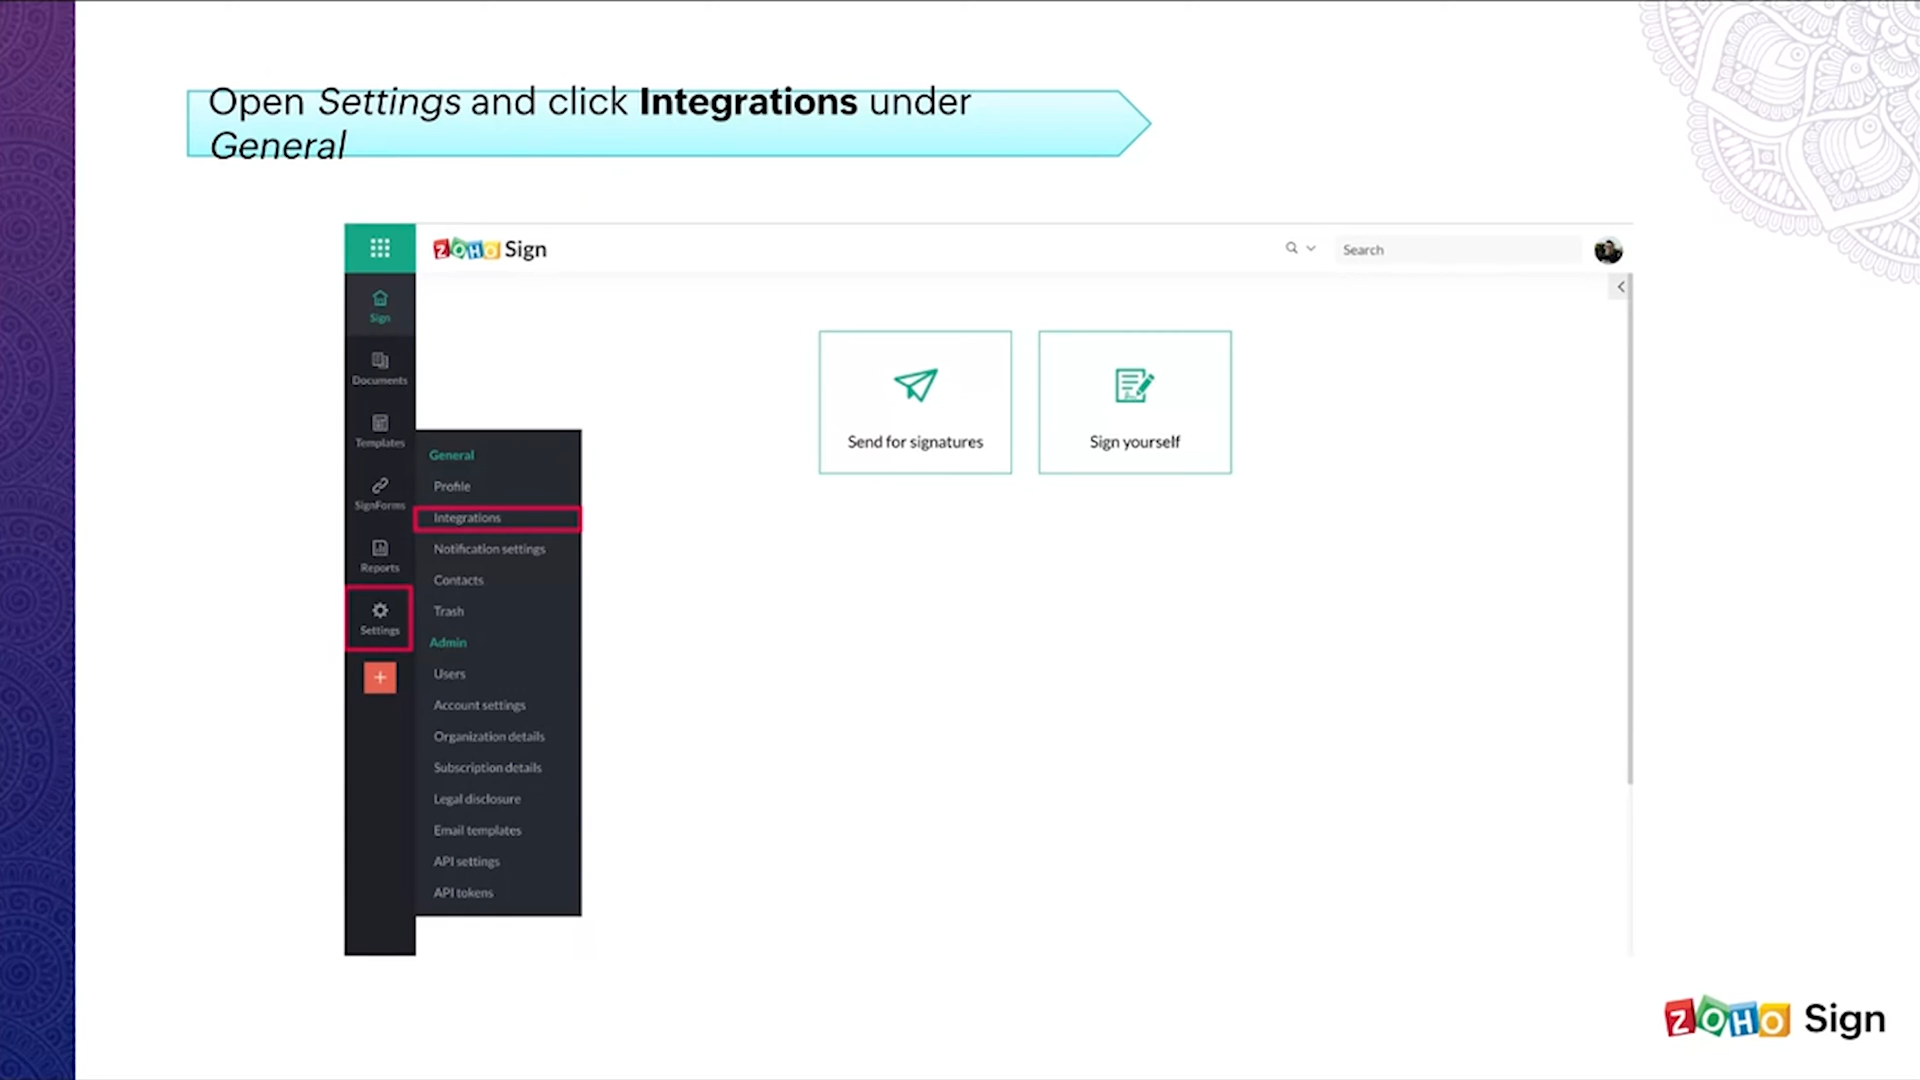 Open Settings and click Integrations under
General
ZOHO Sign
Search
Sign
Documents
Templates
SignForms
Reports
Settings
+
General
Profile
Integrations
Notification settings
Contacts
Trash
Admin
Users
Account settings
Organization details
Subscription details
Legal disclosure
Email templates
API settings
API tokens
Send for signatures
Sign yourself
ZOHO Sign